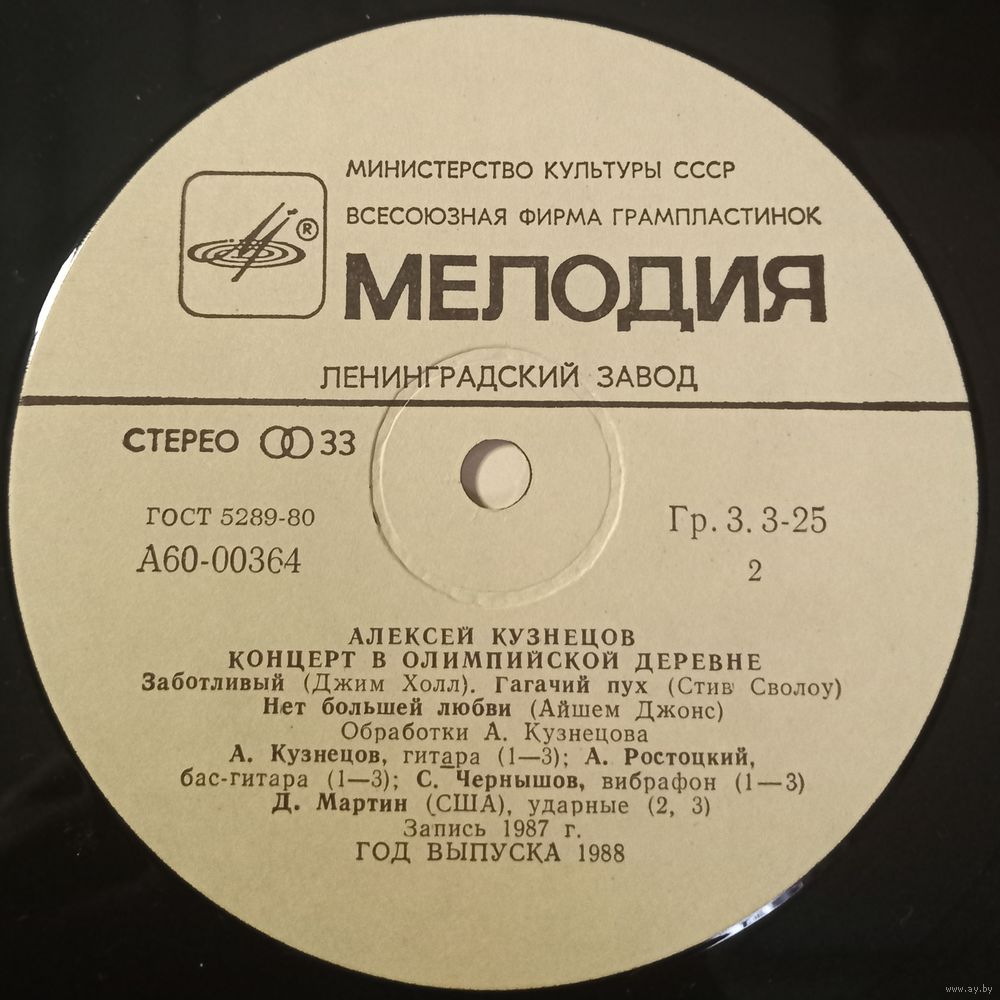 МИНИСТЕРСТВО КУЛЬТУРЫ СССР
ВСЕСОЮЗНАЯ ФИРМА ГРАМПЛАСТИНОК
®
МЕЛОДИЯ
ЛЕНИНГРАДСКИЙ ЗАВОД
СТЕРЕО 33
ГОСТ 5289-80
Гр. 3. 3-25
А60-00364
2
АЛЕКСЕЙ КУЗНЕЦОВ
КОНЦЕРТ В ОЛИМПИЙСКОЙ ДЕРЕВНЕ
Заботливый (Джим Холл). Гагачий пух (Стив Сволоу)
Нет большей любви (Айшем Джонс)
Обработки А. Кузнецова
А. Кузнецов, гитара (1—3); А. Ростоцкий,
бас-гитара (1—3); С. Чернышов, вибрафон (1—3)
Д. Мартин (США), ударные (2, 3)
Запись 1987 г.
ГОД ВЫПУСКА 1988
www.ay.by